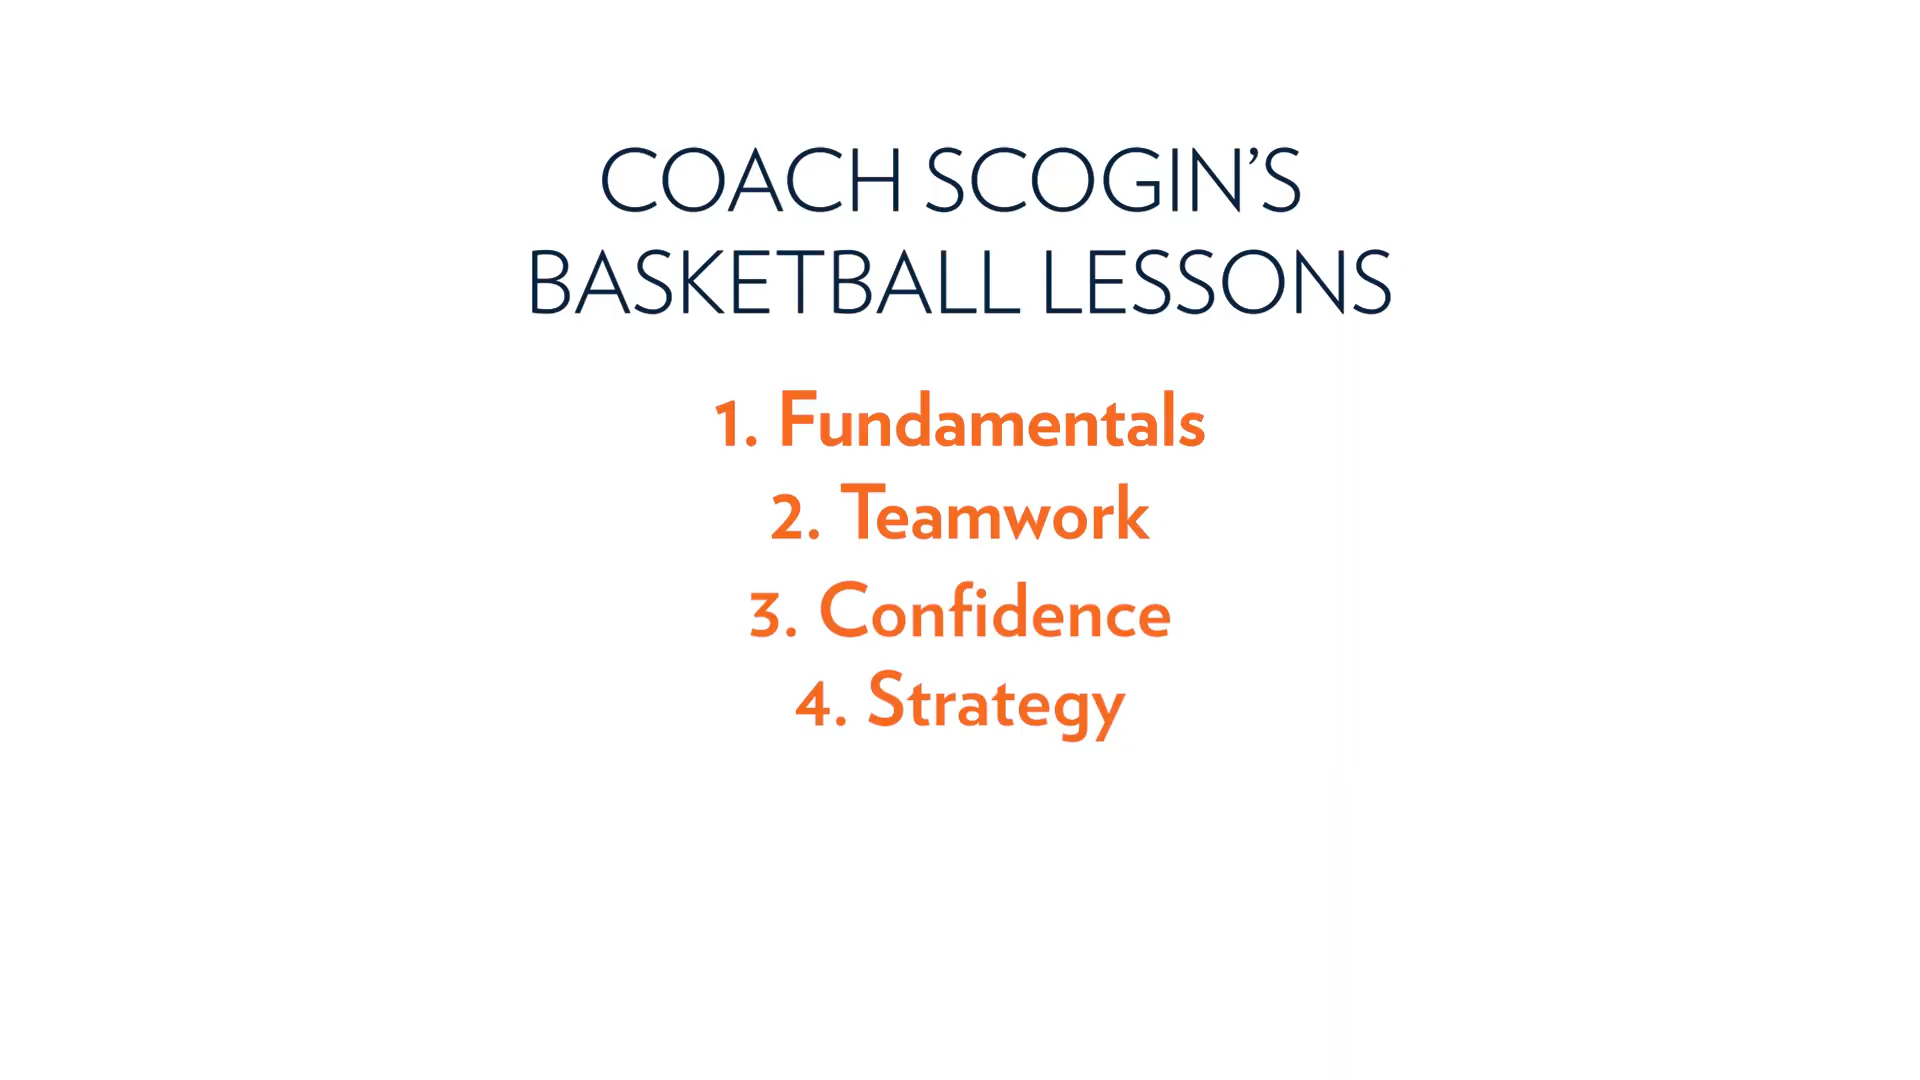 COACH SCOGIN’S
BASKETBALL LESSONS
1. Fundamentals
2. Teamwork
3. Confidence
4. Strategy